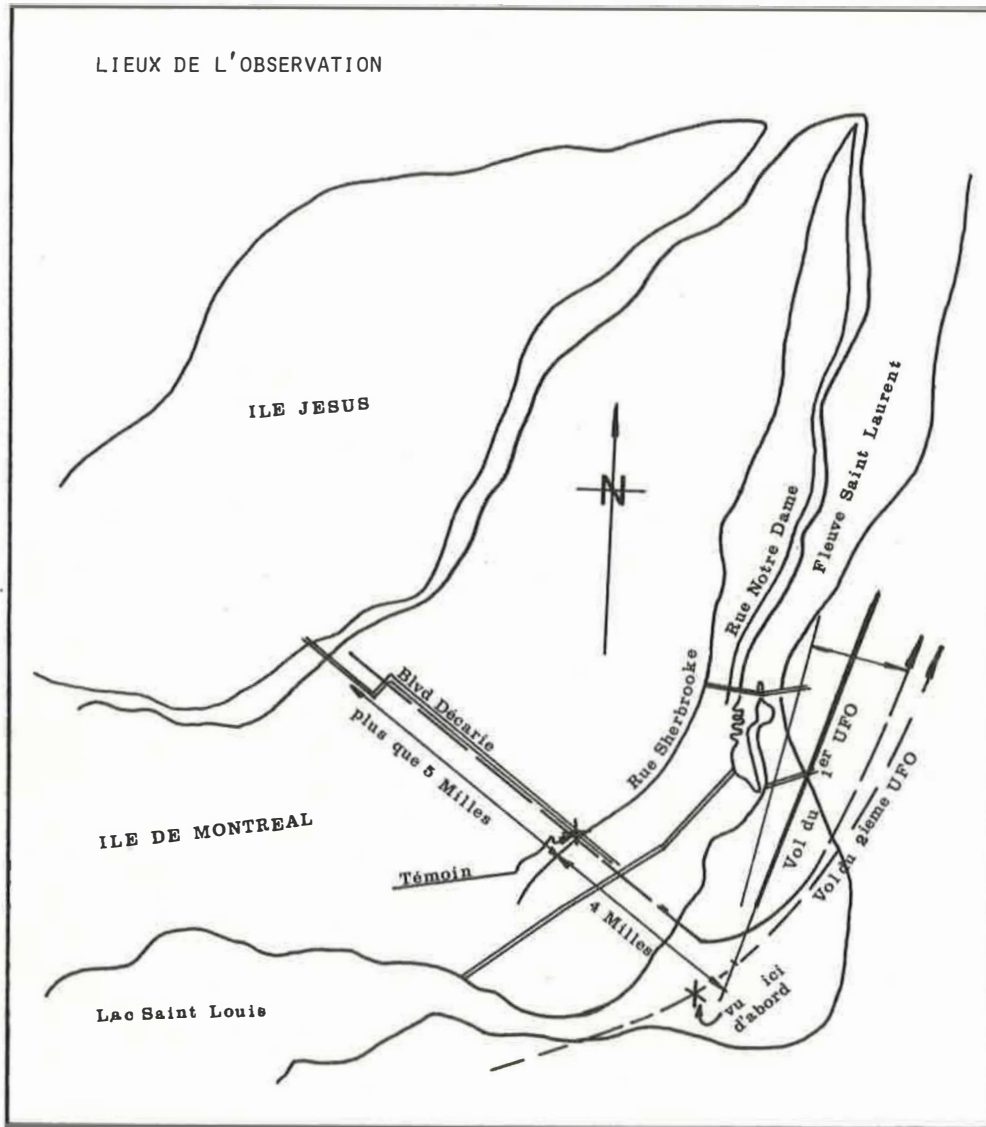 LIEUX DE L'OBSERVATION
ILE JESUS
N
Rue Notre Dame
Fleuve Saint Laurent
Rue Sherbrooke
Blvd Décarie
plus que 5 Milles
ILE DE MONTREAL
Témoin
4 Milles
Vol du 1er UFO
Vol du 2ieme UFO
vu ici
d'abord
Lac Saint Louis